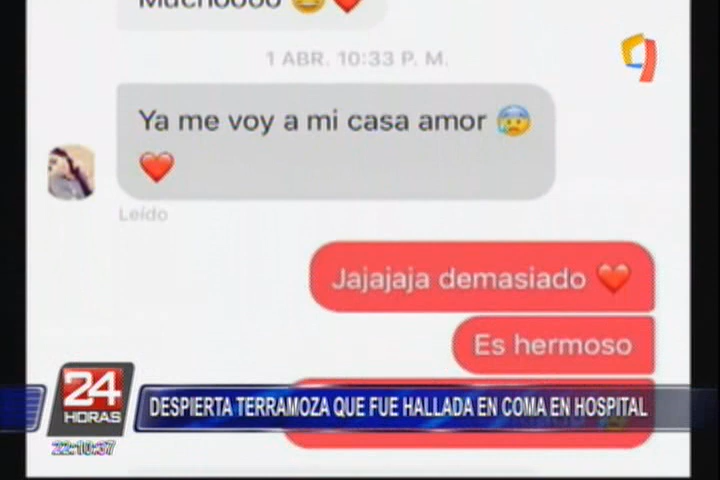 Muchoooo 😂❤️
1 ABR. 10:33 P. M.
Ya me voy a mi casa amor 😰
❤️
Leído
Jajajaja demasiado ❤️
Es hermoso
24
HORAS
DESPIERTA TERRAMOZA QUE FUE HALLADA EN COMA EN HOSPITAL
22:10:37